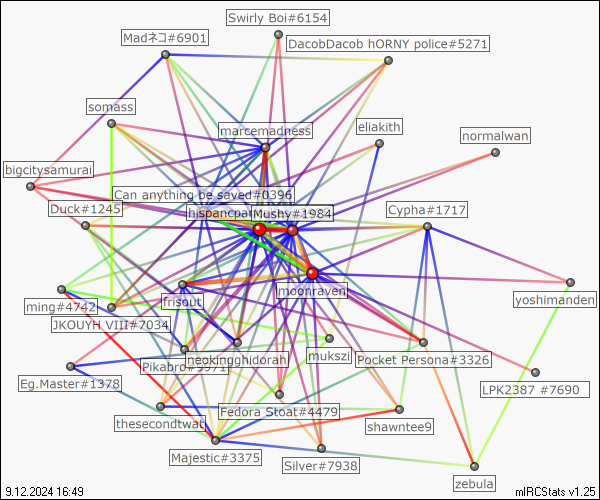 Swirly Boi#6154
Madネコ#6901
DacobDacob hORNY police#5271
somass
marcemadness
eliakith
normalwan
bigcitysamurai
Can anything be saved#0396
Duck#1245
hispancpa
Mushy#1984
Cypha#1717
moonraven
yoshimanden
ming#4742
frisout
JKOUYH VIII#7034
Pikabro#9971
neokingghidorah
mukszi
Pocket Persona#3326
Eg.Master#1378
LPK2387 #7690
thesecondtwat
Fedora Stoat#4479
shawntee9
Majestic#3375
Silver#7938
zebula
9.12.2024 16:49
mIRCStats v1.25